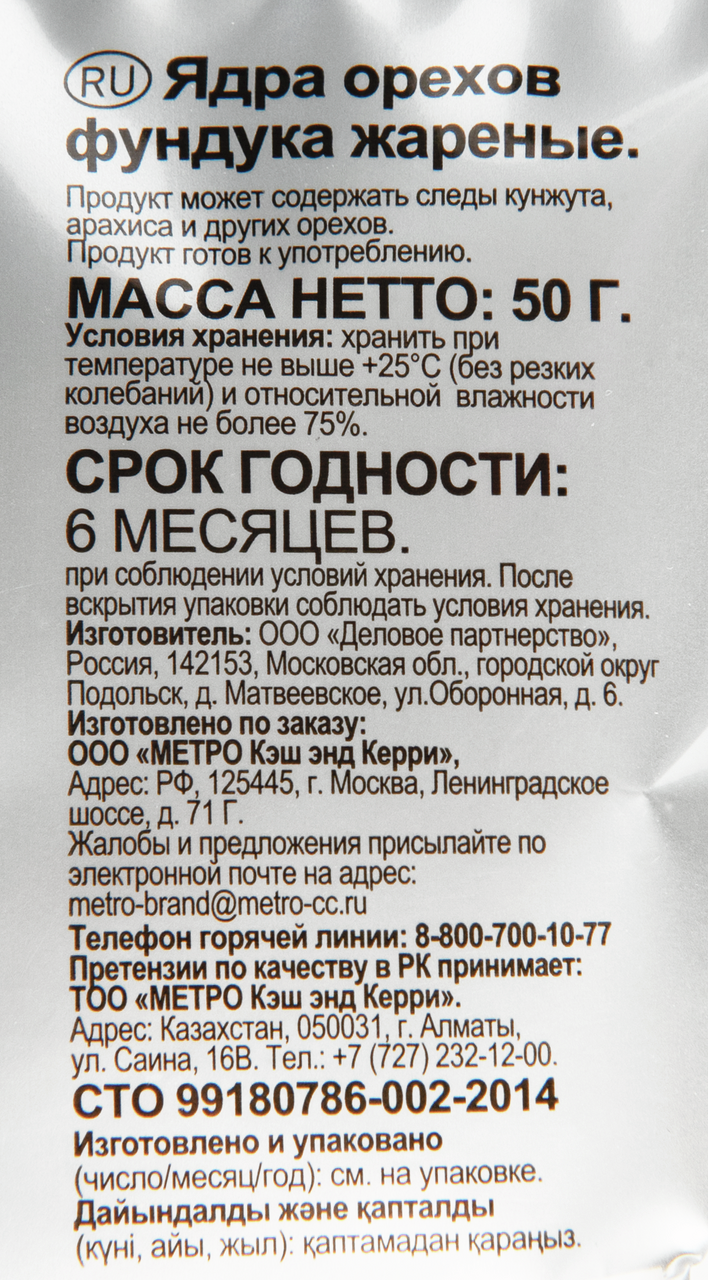 RU Ядра орехов
фундука жареные.
Продукт может содержать следы кунжута,
арахиса и других орехов.
Продукт готов к употреблению.
МАССА НЕТТО: 50 Г.
Условия хранения: хранить при
температуре не выше +25°С (без резких
колебаний) и относительной влажности
воздуха не более 75%.
СРОК ГОДНОСТИ:
6 МЕСЯЦЕВ.
при соблюдении условий хранения. После
вскрытия упаковки соблюдать условия хранения.
Изготовитель: ООО «Деловое партнерство»,
Россия, 142153, Московская обл., городской округ
Подольск, д. Матвеевское, ул.Оборонная, д. 6.
Изготовлено по заказу:
ООО «МЕТРО Кэш энд Керри»,
Адрес: РФ, 125445, г. Москва, Ленинградское
шоссе, д. 71 Г.
Жалобы и предложения присылайте по
электронной почте на адрес:
metro-brand@metro-cc.ru
Телефон горячей линии: 8-800-700-10-77
Претензии по качеству в РК принимает:
ТОО «МЕТРО Кэш энд Керри».
Адрес: Казахстан, 050031, г. Алматы,
ул. Саина, 16В. Тел.: +7 (727) 232-12-00.
СТО 99180786-002-2014
Изготовлено и упаковано
(число/месяц/год): см. на упаковке.
Дайындалды және қапталды
(күні, айы, жыл): қаптамадан қараңыз.